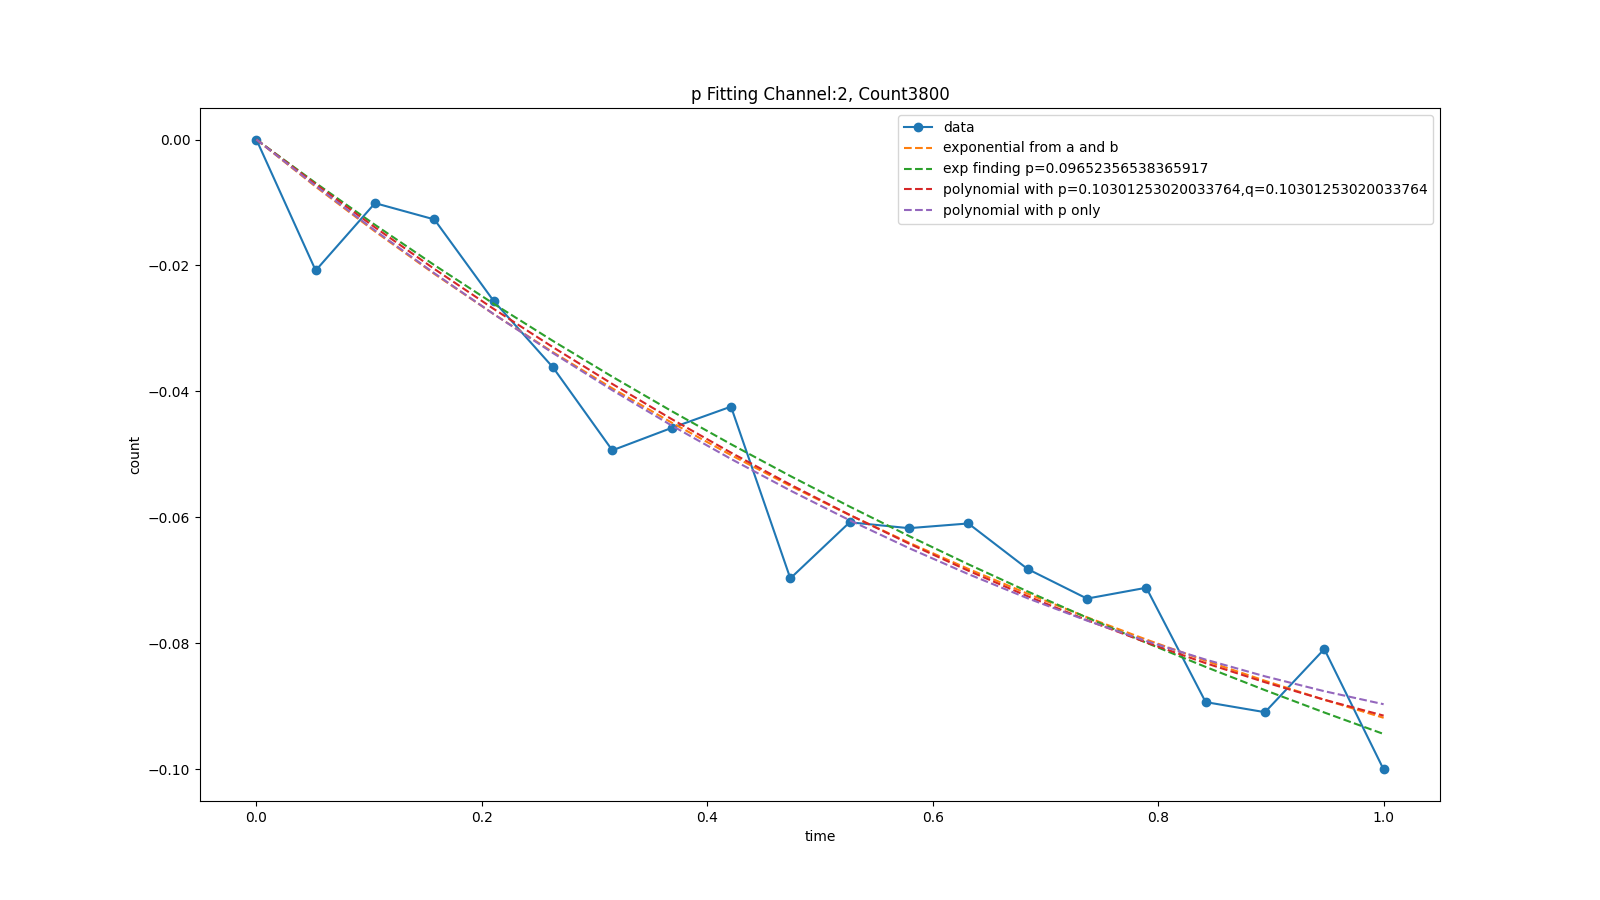 p Fitting Channel:2, Count3800
data
exponential from a and b
exp finding p=0.09652356538365917
polynomial with p=0.10301253020033764,q=0.10301253020033764
polynomial with p only
0.00
−0.02
−0.04
−0.06
−0.08
−0.10
count
0.0 0.2 0.4 0.6 0.8 1.0
time